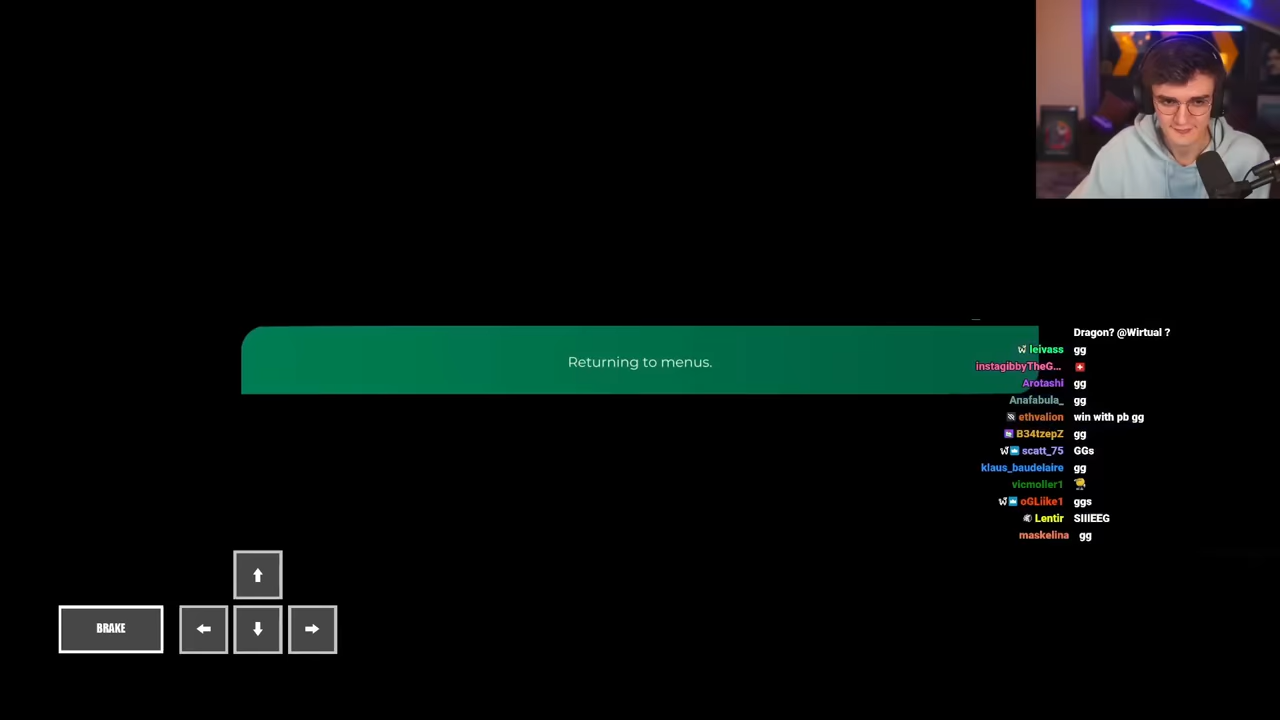 Returning to menus.
Dragon? @Wirtual ?
leivass gg
instagibbyTheG...
Arotashi gg
Anafabula_ gg
ethvalion win with pb gg
B34tzepZ gg
scatt_75 GGs
klaus_baudelaire gg
vicmoller1
oGLiike1 ggs
Lentir SIIIEEG
maskelina gg
BRAKE